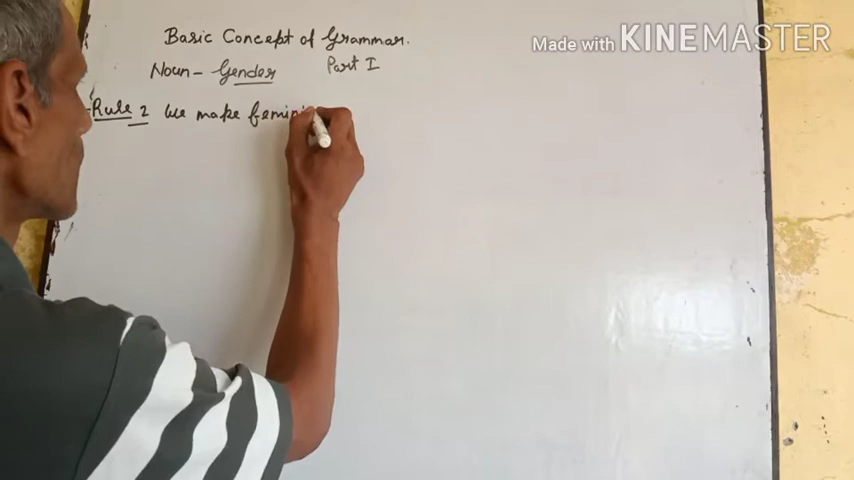 Basic Concept of Grammar.
Made with KINEMASTER
Noun - Gender Part I
Rule 2 We make femini